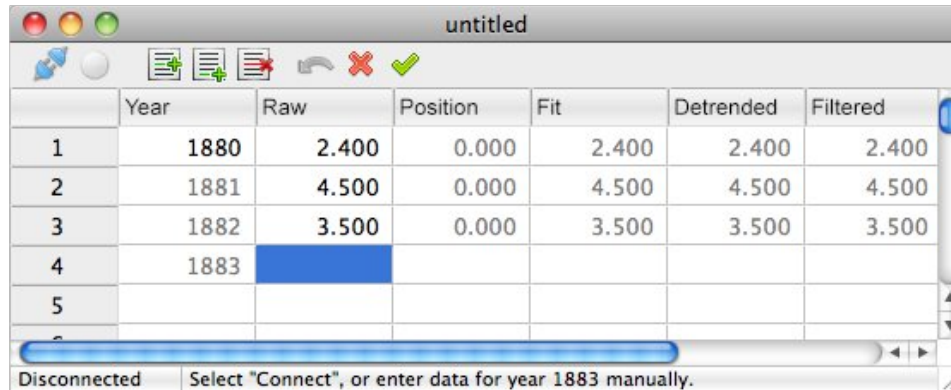 untitled
Year Raw Position Fit Detrended Filtered
1 1880 2.400 0.000 2.400 2.400 2.400
2 1881 4.500 0.000 4.500 4.500 4.500
3 1882 3.500 0.000 3.500 3.500 3.500
4 1883
5
Disconnected Select "Connect", or enter data for year 1883 manually.